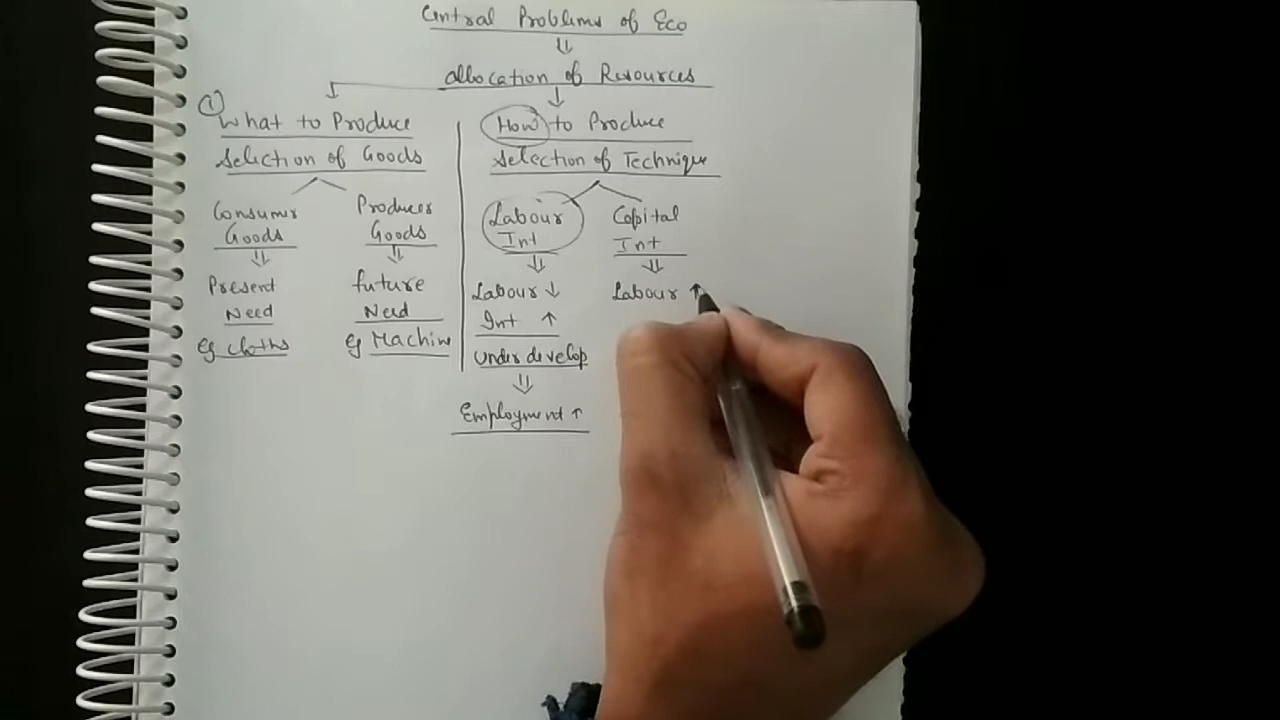 Central Problems of Eco
⇓
allocation of Resources
①
What to Produce
Selection of Goods
Consumer
Goods
⇓
Present
Need
Eg Cloths
Producer
Goods
⇓
future
Need
Eg Machine
How to Produce
Selection of Technique
Labour
Int
⇓
Labour ↓
Int ↑
Under develop
⇓
Employment ↑
Capital
Int
⇓
Labour ↑